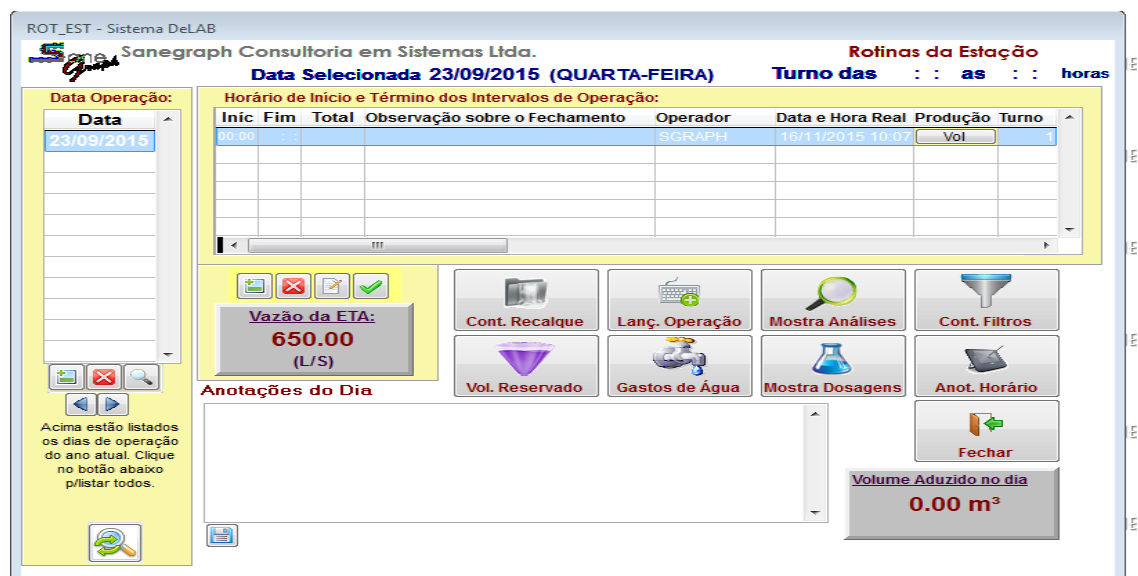 ROT_EST - Sistema DeLAB
Sane Graph
Sanegraph Consultoria em Sistemas Ltda.
Rotinas da Estação
Data Selecionada 23/09/2015 (QUARTA-FEIRA)
Turno das : : as : : horas
Data Operação:
Data
23/09/2015
Horário de Início e Término dos Intervalos de Operação:
Iníc Fim Total Observação sobre o Fechamento Operador Data e Hora Real Produção Turno
00:00 : : SGRAPH 16/11/2015 10:07 Vol 1
Vazão da ETA:
650.00
(L/S)
Cont. Recalque
Lanç. Operação
Mostra Análises
Cont. Filtros
Vol. Reservado
Gastos de Água
Mostra Dosagens
Anot. Horário
Anotações do Dia
Acima estão listados
os dias de operação
do ano atual. Clique
no botão abaixo
p/listar todos.
Fechar
Volume Aduzido no dia
0.00 m³